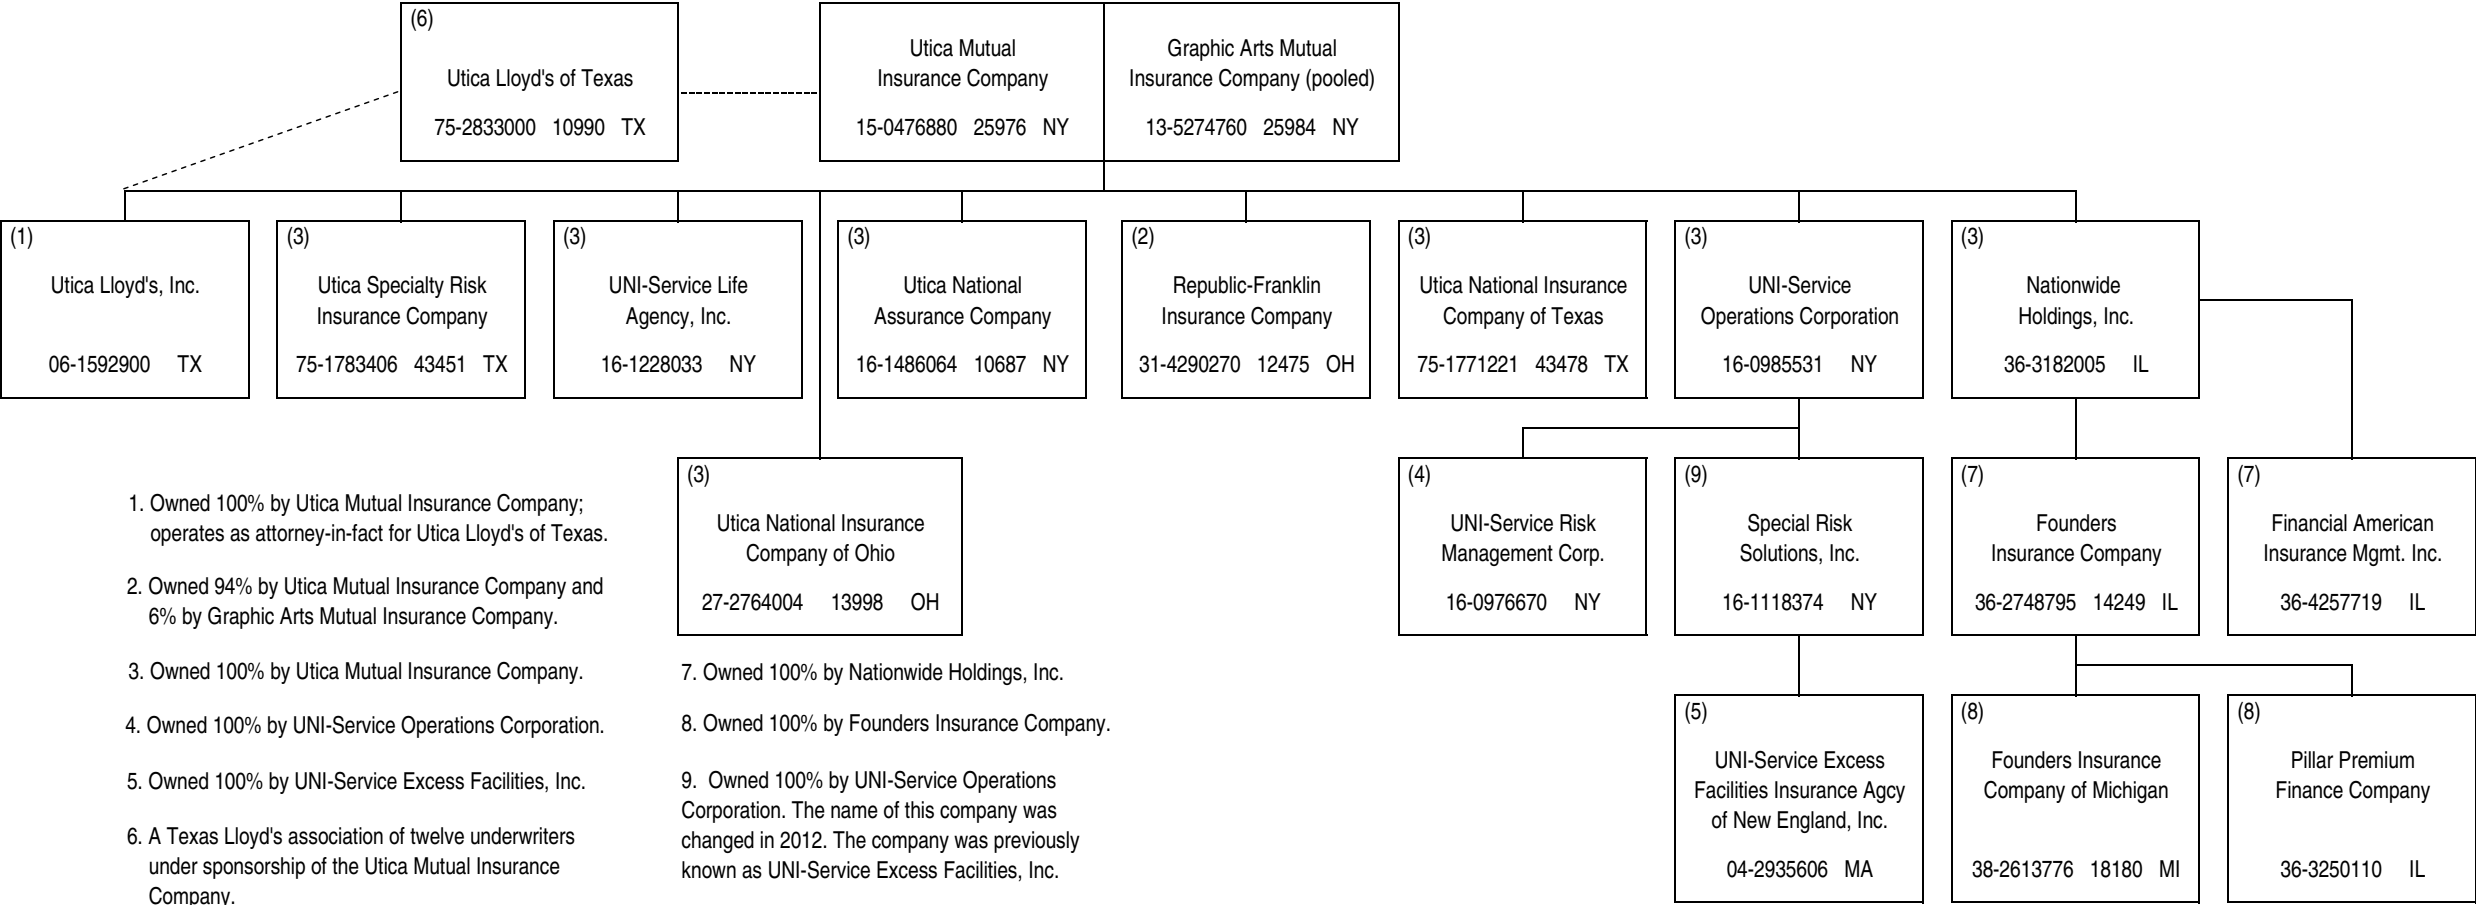 (6)
Utica Lloyd's of Texas
75-2833000 10990 TX
Utica Mutual
Insurance Company
15-0476880 25976 NY
Graphic Arts Mutual
Insurance Company (pooled)
13-5274760 25984 NY
(1)
Utica Lloyd's, Inc.
06-1592900 TX
(3)
Utica Specialty Risk
Insurance Company
75-1783406 43451 TX
(3)
UNI-Service Life
Agency, Inc.
16-1228033 NY
(3)
Utica National
Assurance Company
16-1486064 10687 NY
(2)
Republic-Franklin
Insurance Company
31-4290270 12475 OH
(3)
Utica National Insurance
Company of Texas
75-1771221 43478 TX
(3)
UNI-Service
Operations Corporation
16-0985531 NY
(3)
Nationwide
Holdings, Inc.
36-3182005 IL
(3)
Utica National Insurance
Company of Ohio
27-2764004 13998 OH
(4)
UNI-Service Risk
Management Corp.
16-0976670 NY
(9)
Special Risk
Solutions, Inc.
16-1118374 NY
(7)
Founders
Insurance Company
36-2748795 14249 IL
(7)
Financial American
Insurance Mgmt. Inc.
36-4257719 IL
(5)
UNI-Service Excess
Facilities Insurance Agcy
of New England, Inc.
04-2935606 MA
(8)
Founders Insurance
Company of Michigan
38-2613776 18180 MI
(8)
Pillar Premium
Finance Company
36-3250110 IL
1. Owned 100% by Utica Mutual Insurance Company;
operates as attorney-in-fact for Utica Lloyd's of Texas.
2. Owned 94% by Utica Mutual Insurance Company and
6% by Graphic Arts Mutual Insurance Company.
3. Owned 100% by Utica Mutual Insurance Company.
4. Owned 100% by UNI-Service Operations Corporation.
5. Owned 100% by UNI-Service Excess Facilities, Inc.
6. A Texas Lloyd's association of twelve underwriters
under sponsorship of the Utica Mutual Insurance
Company.
7. Owned 100% by Nationwide Holdings, Inc.
8. Owned 100% by Founders Insurance Company.
9. Owned 100% by UNI-Service Operations
Corporation. The name of this company was
changed in 2012. The company was previously
known as UNI-Service Excess Facilities, Inc.